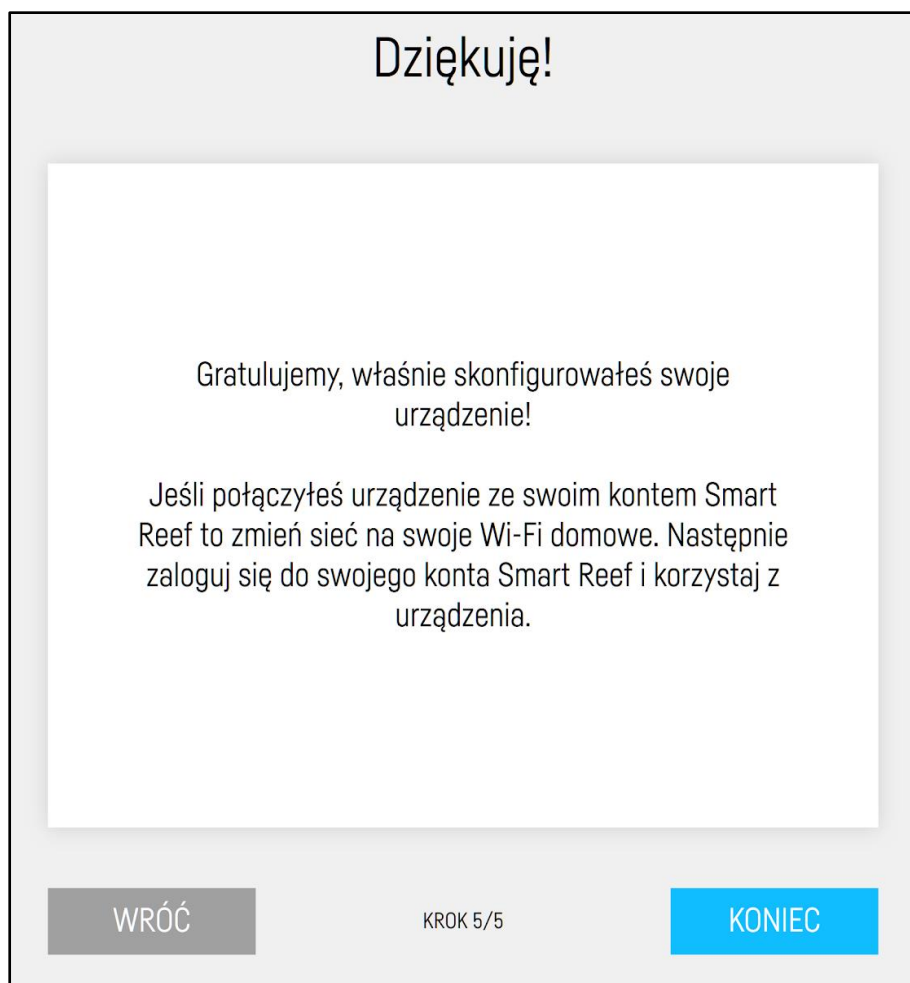 Dziękuję!
Gratulujemy, właśnie skonfigurowałeś swoje
urządzenie!
Jeśli połączyłeś urządzenie ze swoim kontem Smart
Reef to zmień sieć na swoje Wi-Fi domowe. Następnie
zaloguj się do swojego konta Smart Reef i korzystaj z
urządzenia.
WRÓĆ
KROK 5/5
KONIEC